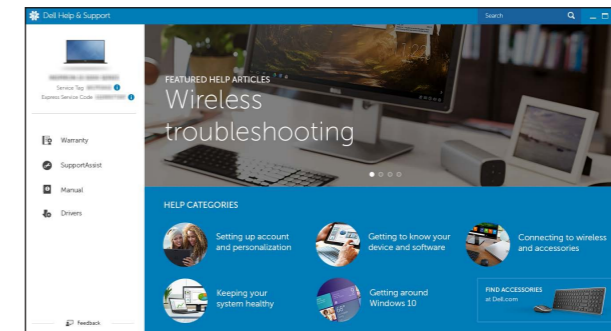 Dell Help & Support
Search
Service Tag:
Express Service Code:
Warranty
SupportAssist
Manual
Drivers
Feedback
FEATURED HELP ARTICLES
Wireless
troubleshooting
HELP CATEGORIES
Setting up account
and personalization
Getting to know your
device and software
Connecting to wireless
and accessories
Keeping your
system healthy
Getting around
Windows 10
FIND ACCESSORIES
at Dell.com